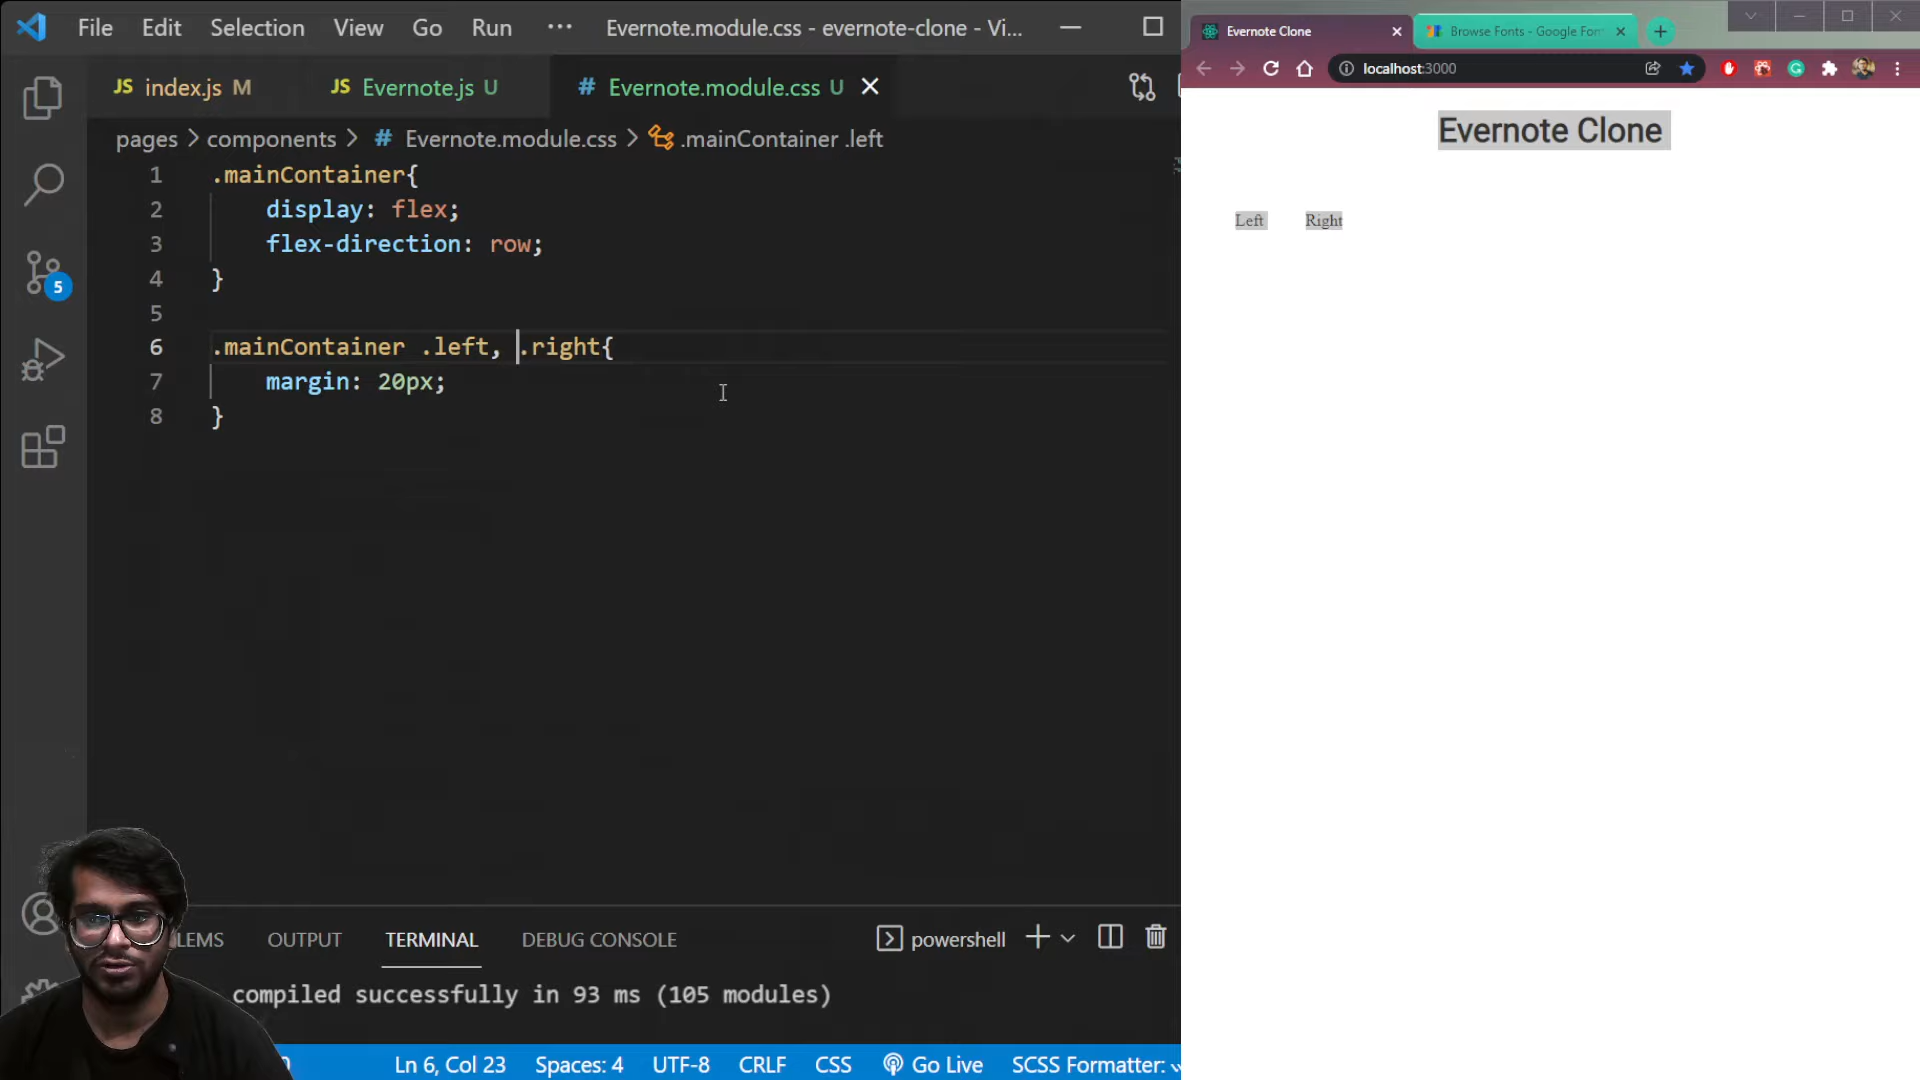 File Edit Selection View Go Run ··· Evernote.module.css - evernote-clone - Vi...
JS index.js M JS Evernote.js U # Evernote.module.css U
pages > components > # Evernote.module.css > .mainContainer .left
1 .mainContainer{
2 display: flex;
3 flex-direction: row;
4 }
5
6 .mainContainer .left, .right{
7 margin: 20px;
8 }
5
LEMS OUTPUT TERMINAL DEBUG CONSOLE powershell
compiled successfully in 93 ms (105 modules)
Ln 6, Col 23 Spaces: 4 UTF-8 CRLF CSS Go Live SCSS Formatter:
Evernote Clone Browse Fonts - Google Fon
localhost:3000
Evernote Clone
Left Right